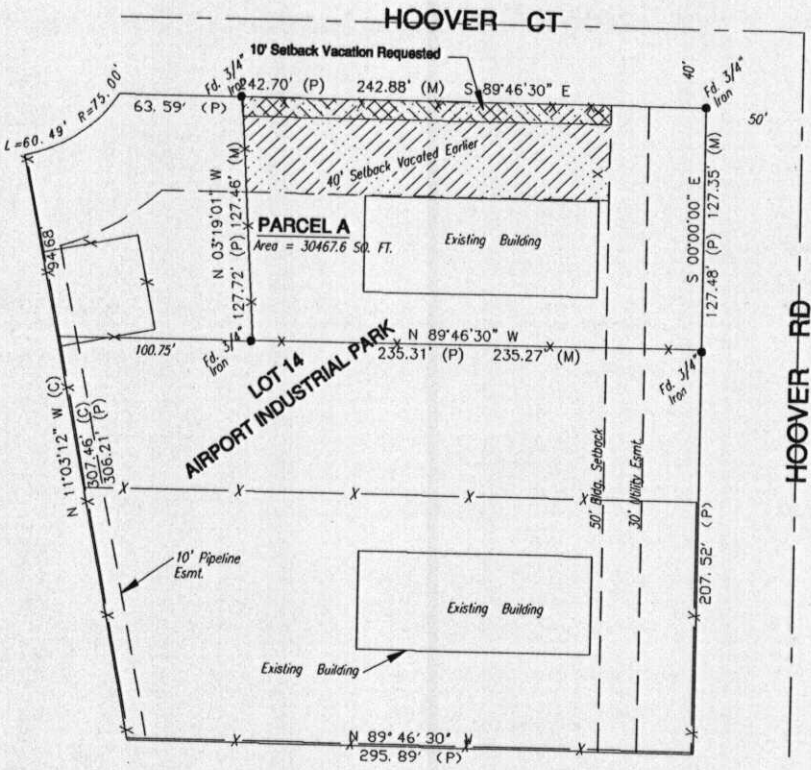 HOOVER CT
10' Setback Vacation Requested
Fd. 3/4"
Iron
242.70' (P) 242.88' (M) S 89°46'30" E
40'
Fd. 3/4"
Iron
50'
63.59' (P)
L=60.49' R=75.00'
40' Setback Vacated Earlier
N 03°19'01" W
127.72' (P) 127.46' (M)
PARCEL A
Area = 30467.6 SQ. FT.
Existing Building
S 00°00'00" E
127.48' (P) 127.35' (M)
HOOVER RD
94.68'
100.75'
Fd. 3/4"
Iron
N 89°46'30" W
235.31' (P) 235.27' (M)
Fd. 3/4"
Iron
LOT 14
AIRPORT INDUSTRIAL PARK
N 11°03'12" W (C)
307.46' (C)
306.21' (P)
50' Bldg. Setback
30' Utility Esmt.
207.52' (P)
10' Pipeline
Esmt.
Existing Building
Existing Building
N 89° 46' 30" W
295.89' (P)